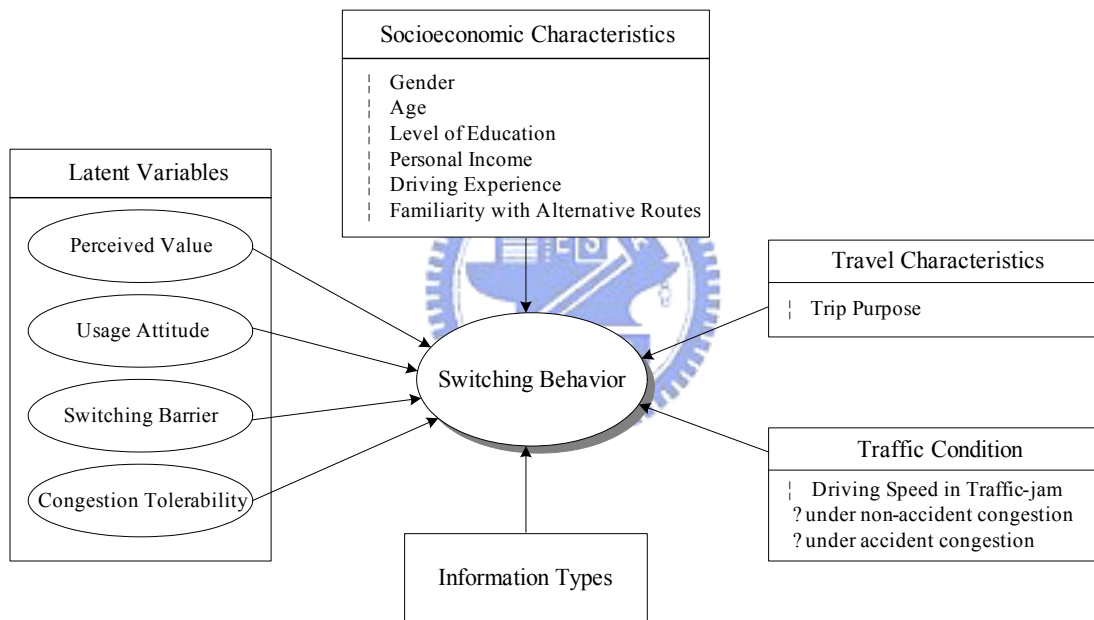 Socioeconomic Characteristics
¦ Gender
¦ Age
¦ Level of Education
¦ Personal Income
¦ Driving Experience
¦ Familiarity with Alternative Routes
Latent Variables
Perceived Value
Usage Attitude
Switching Barrier
Congestion Tolerability
Switching Behavior
Travel Characteristics
¦ Trip Purpose
Traffic Condition
¦ Driving Speed in Traffic-jam
? under non-accident congestion
? under accident congestion
Information Types